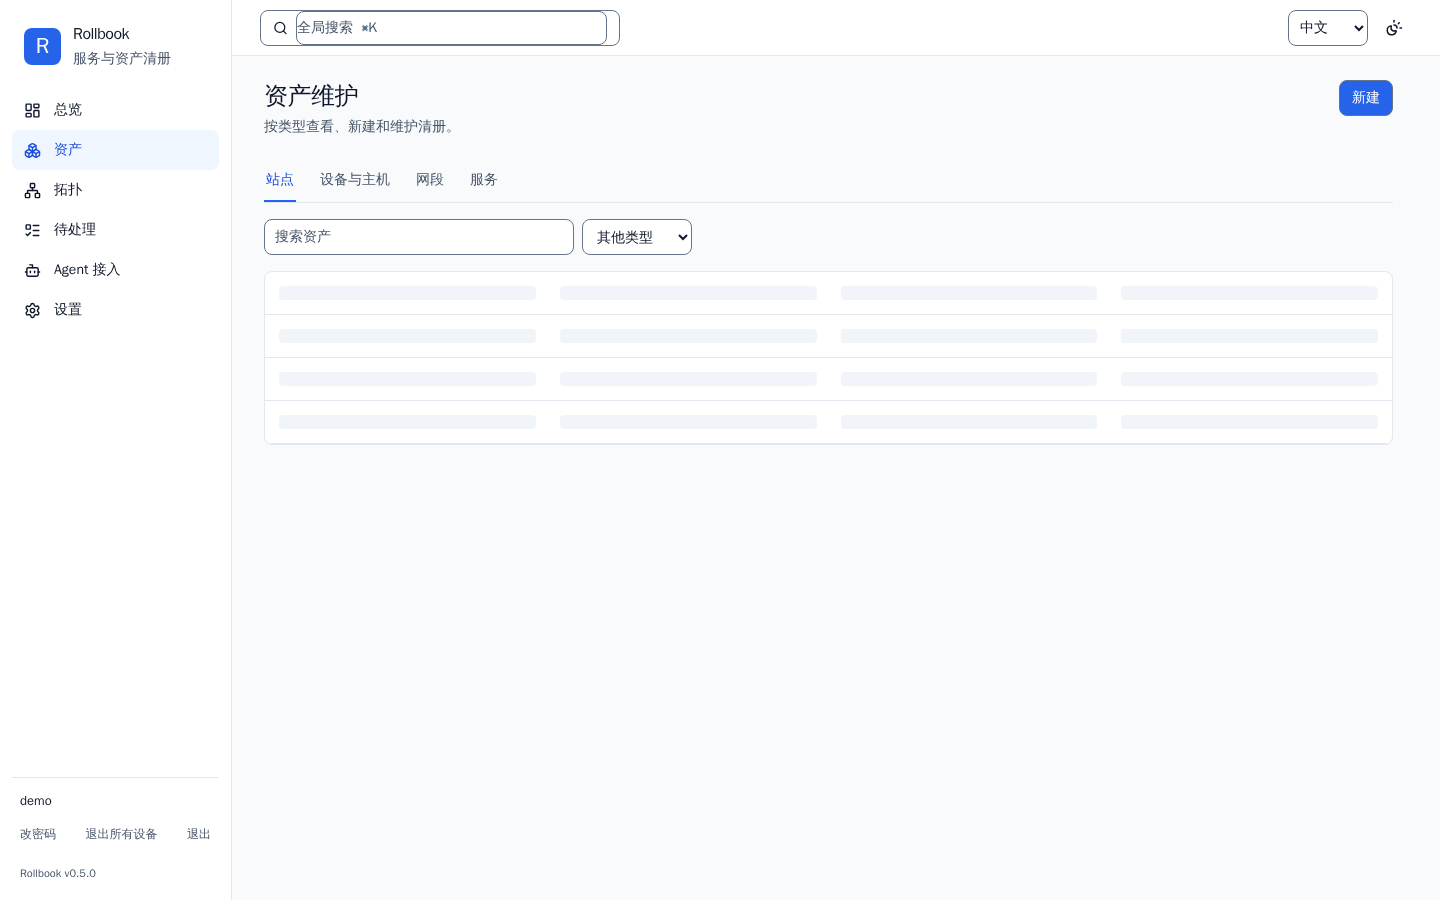 R
Rollbook
服务与资产清册
总览
资产
拓扑
待处理
Agent 接入
设置
demo
改密码 退出所有设备 退出
Rollbook v0.5.0
全局搜索 ⌘K
中文
资产维护
按类型查看、新建和维护清册。
新建
站点 设备与主机 网段 服务
搜索资产
其他类型